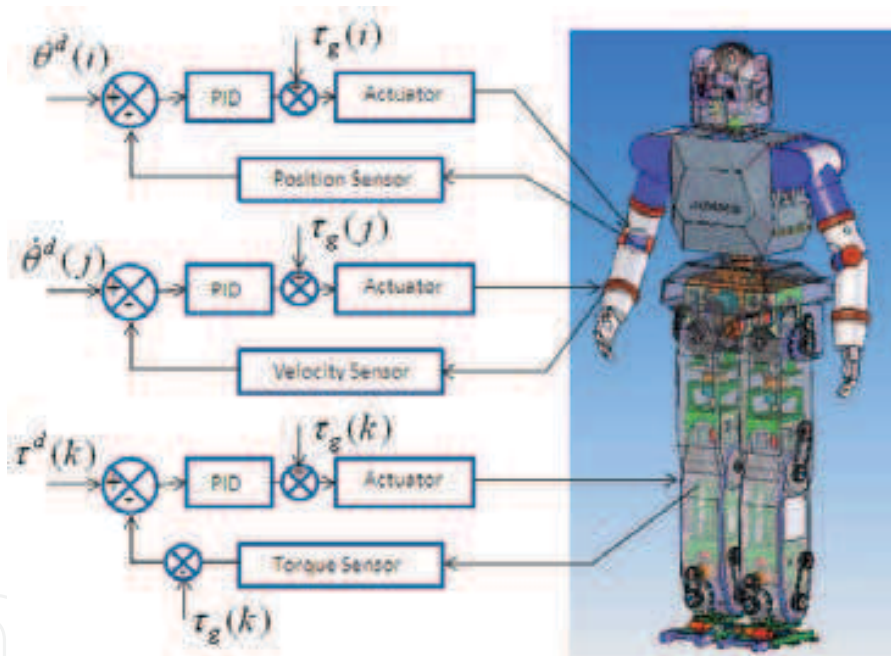 θ^d(i)
+
-
PID
τ_g(i)
Actuator
Position Sensor
θ̇^d(j)
+
-
PID
τ_g(j)
Actuator
Velocity Sensor
τ^d(k)
+
-
PID
τ_g(k)
Actuator
Torque Sensor
τ_g(k)